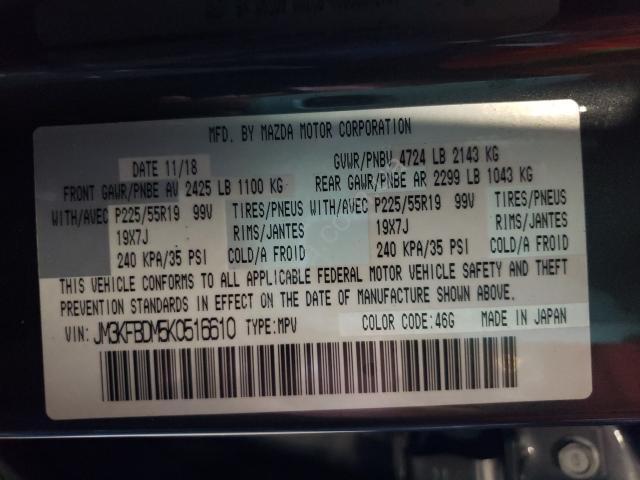 MFD. BY MAZDA MOTOR CORPORATION
DATE 11/18 GVWR/PNBV 4724 LB 2143 KG
FRONT GAWR/PNBE AV 2425 LB 1100 KG REAR GAWR/PNBE AR 2299 LB 1043 KG
WITH/AVEC P225/55R19 99V TIRES/PNEUS WITH/AVEC P225/55R19 99V TIRES/PNEUS
19X7J RIMS/JANTES 19X7J RIMS/JANTES
240 KPA/35 PSI COLD/A FROID 240 KPA/35 PSI COLD/A FROID
THIS VEHICLE CONFORMS TO ALL APPLICABLE FEDERAL MOTOR VEHICLE SAFETY AND THEFT
PREVENTION STANDARDS IN EFFECT ON THE DATE OF MANUFACTURE SHOWN ABOVE.
VIN: JM3KFBDM5K0516610 TYPE:MPV COLOR CODE:46G MADE IN JAPAN